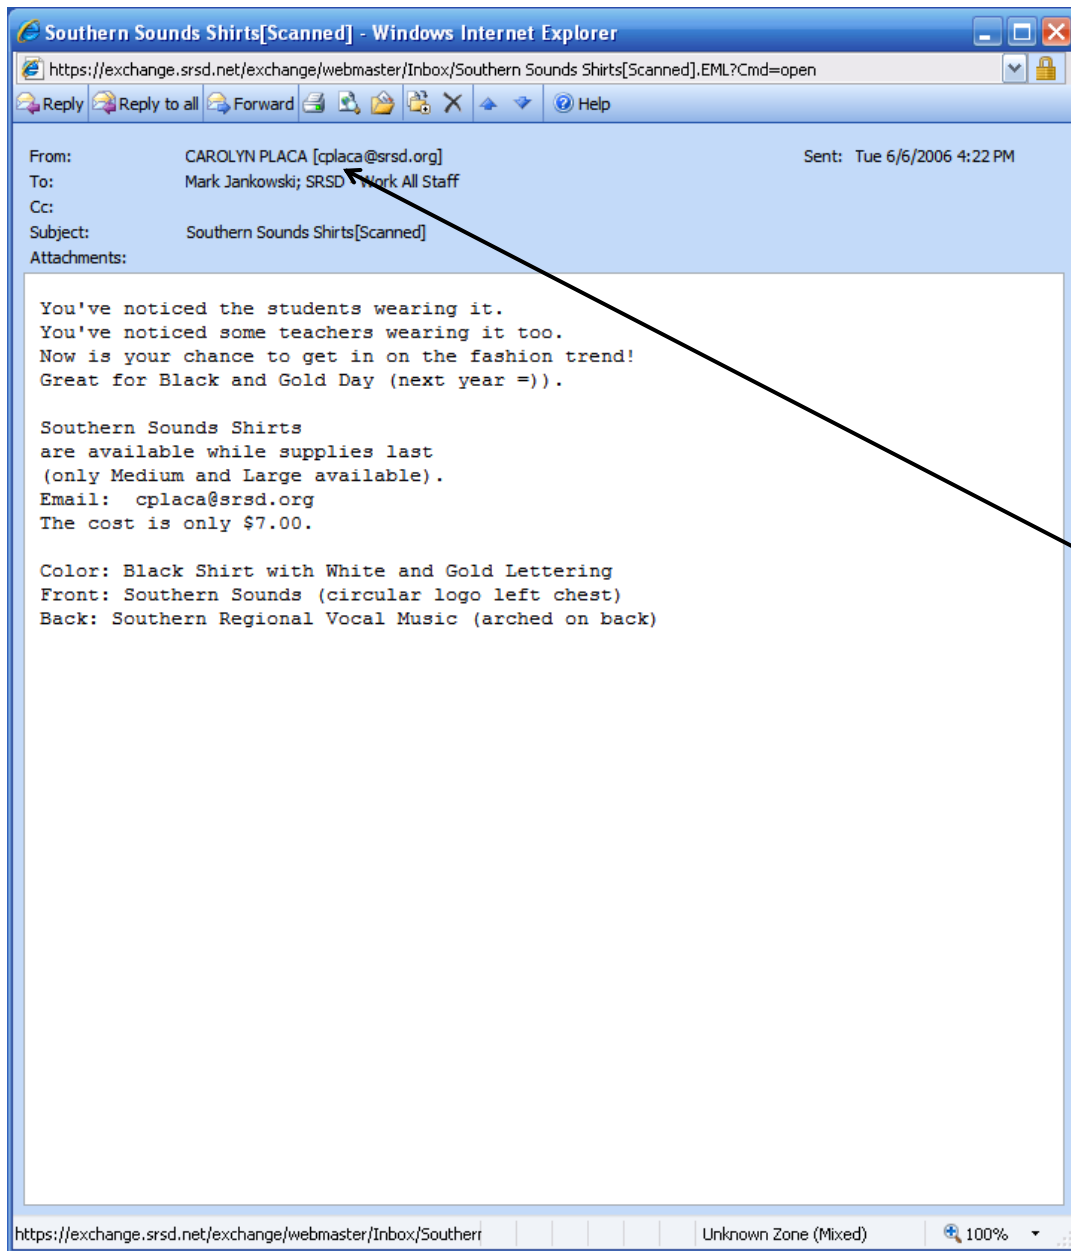 Southern Sounds Shirts[Scanned] - Windows Internet Explorer
https://exchange.srsd.net/exchange/webmaster/Inbox/Southern Sounds Shirts[Scanned].EML?Cmd=open
Reply Reply to all Forward Help
From: CAROLYN PLACA [cplaca@srsd.org] Sent: Tue 6/6/2006 4:22 PM
To: Mark Jankowski; SRSD - Work All Staff
Cc:
Subject: Southern Sounds Shirts[Scanned]
Attachments:
You've noticed the students wearing it.
You've noticed some teachers wearing it too.
Now is your chance to get in on the fashion trend!
Great for Black and Gold Day (next year =)).
Southern Sounds Shirts
are available while supplies last
(only Medium and Large available).
Email:  cplaca@srsd.org
The cost is only $7.00.
Color: Black Shirt with White and Gold Lettering
Front: Southern Sounds (circular logo left chest)
Back: Southern Regional Vocal Music (arched on back)
https://exchange.srsd.net/exchange/webmaster/Inbox/Southern Unknown Zone (Mixed) 100%